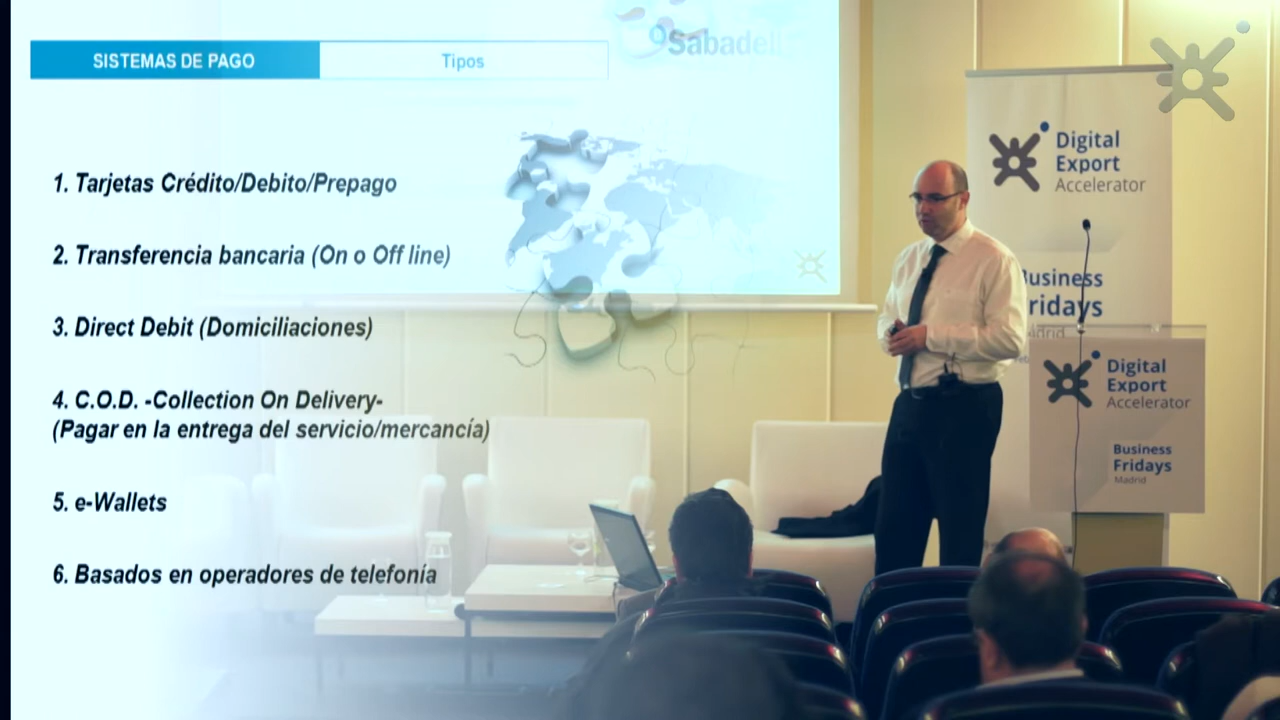 SISTEMAS DE PAGO
Tipos
Sabadell
1. Tarjetas Crédito/Debito/Prepago
2. Transferencia bancaria (On o Off line)
3. Direct Debit (Domiciliaciones)
4. C.O.D. -Collection On Delivery-
(Pagar en la entrega del servicio/mercancía)
5. e-Wallets
6. Basados en operadores de telefonía
Digital
Export
Accelerator
Business
Fridays
Madrid
Digital
Export
Accelerator
Business
Fridays
Madrid